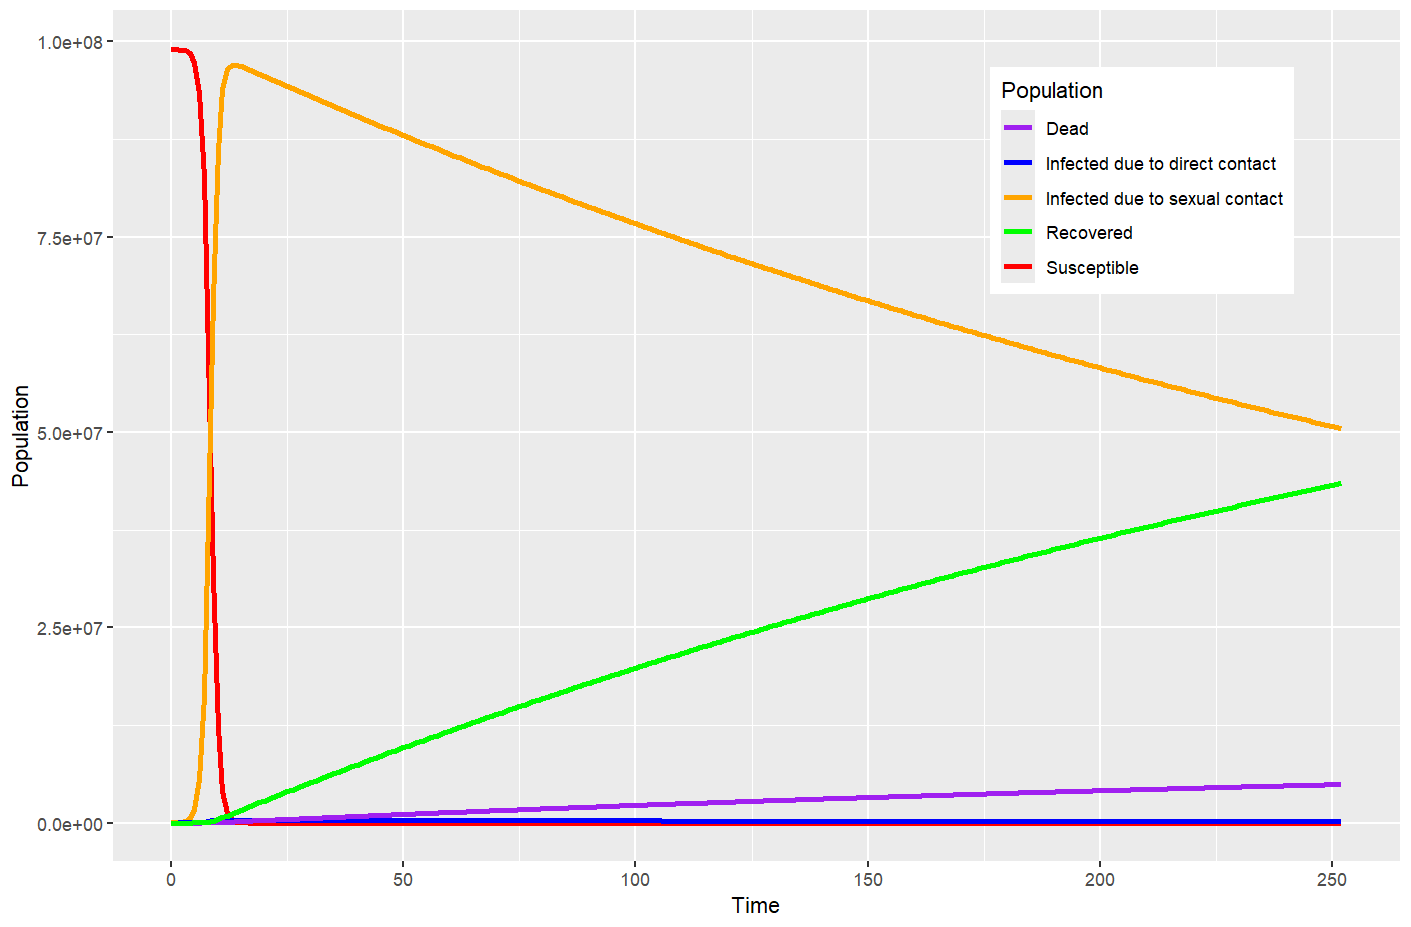 1.0e+08
7.5e+07
5.0e+07
2.5e+07
0.0e+00
Population
0
50
100
150
200
250
Time
Population
Dead
Infected due to direct contact
Infected due to sexual contact
Recovered
Susceptible